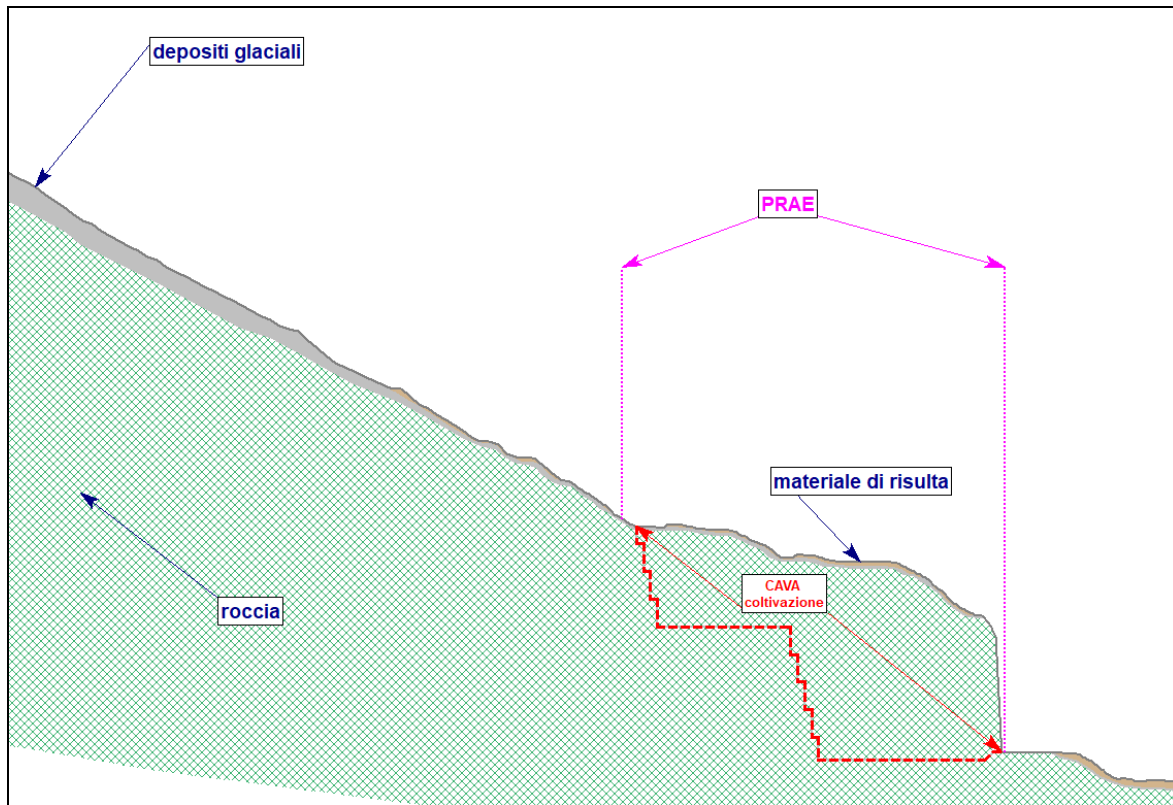 depositi glaciali
PRAE
materiale di risulta
CAVA
coltivazione
roccia